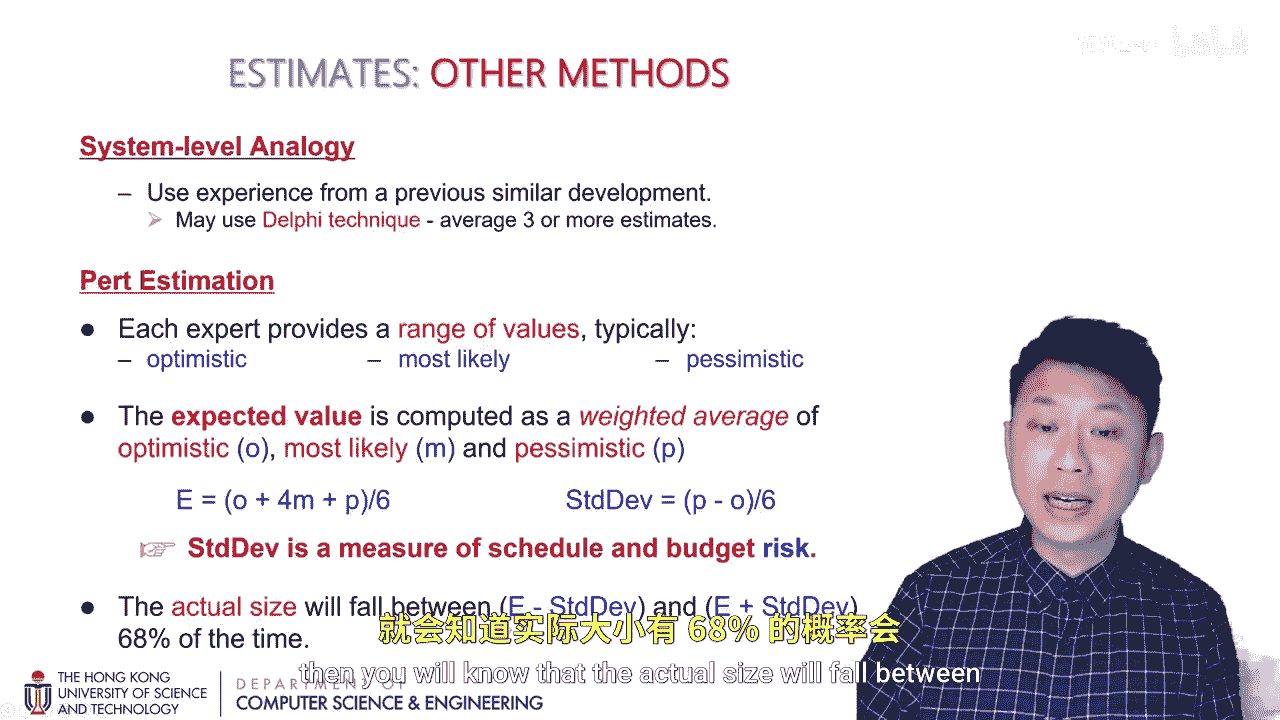 ESTIMATES: OTHER METHODS
System-level Analogy
– Use experience from a previous similar development.
➢ May use Delphi technique - average 3 or more estimates.
Pert Estimation
● Each expert provides a range of values, typically:
– optimistic – most likely – pessimistic
● The expected value is computed as a weighted average of
optimistic (o), most likely (m) and pessimistic (p)
E = (o + 4m + p)/6 StdDev = (p - o)/6
☞ StdDev is a measure of schedule and budget risk.
● The actual size will fall between (E - StdDev) and (E + StdDev)
68% of the time.
就会知道实际大小有 68% 的概率会
then you will know that the actual size will fall between
THE HONG KONG
UNIVERSITY OF SCIENCE
AND TECHNOLOGY
DEPARTMENT OF
COMPUTER SCIENCE & ENGINEERING